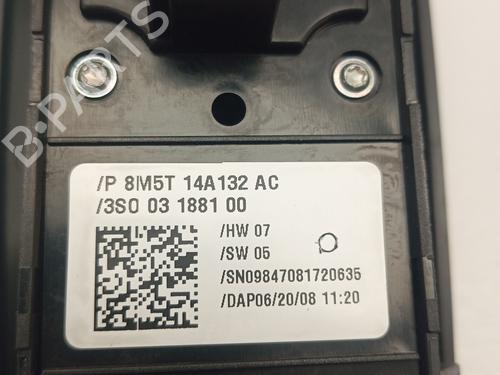 B-PARTS
/P 8M5T 14A132 AC
/3S0 03 1881 00
/HW 07
/SW 05
/SN09847081720635
/DAP06/20/08 11:20